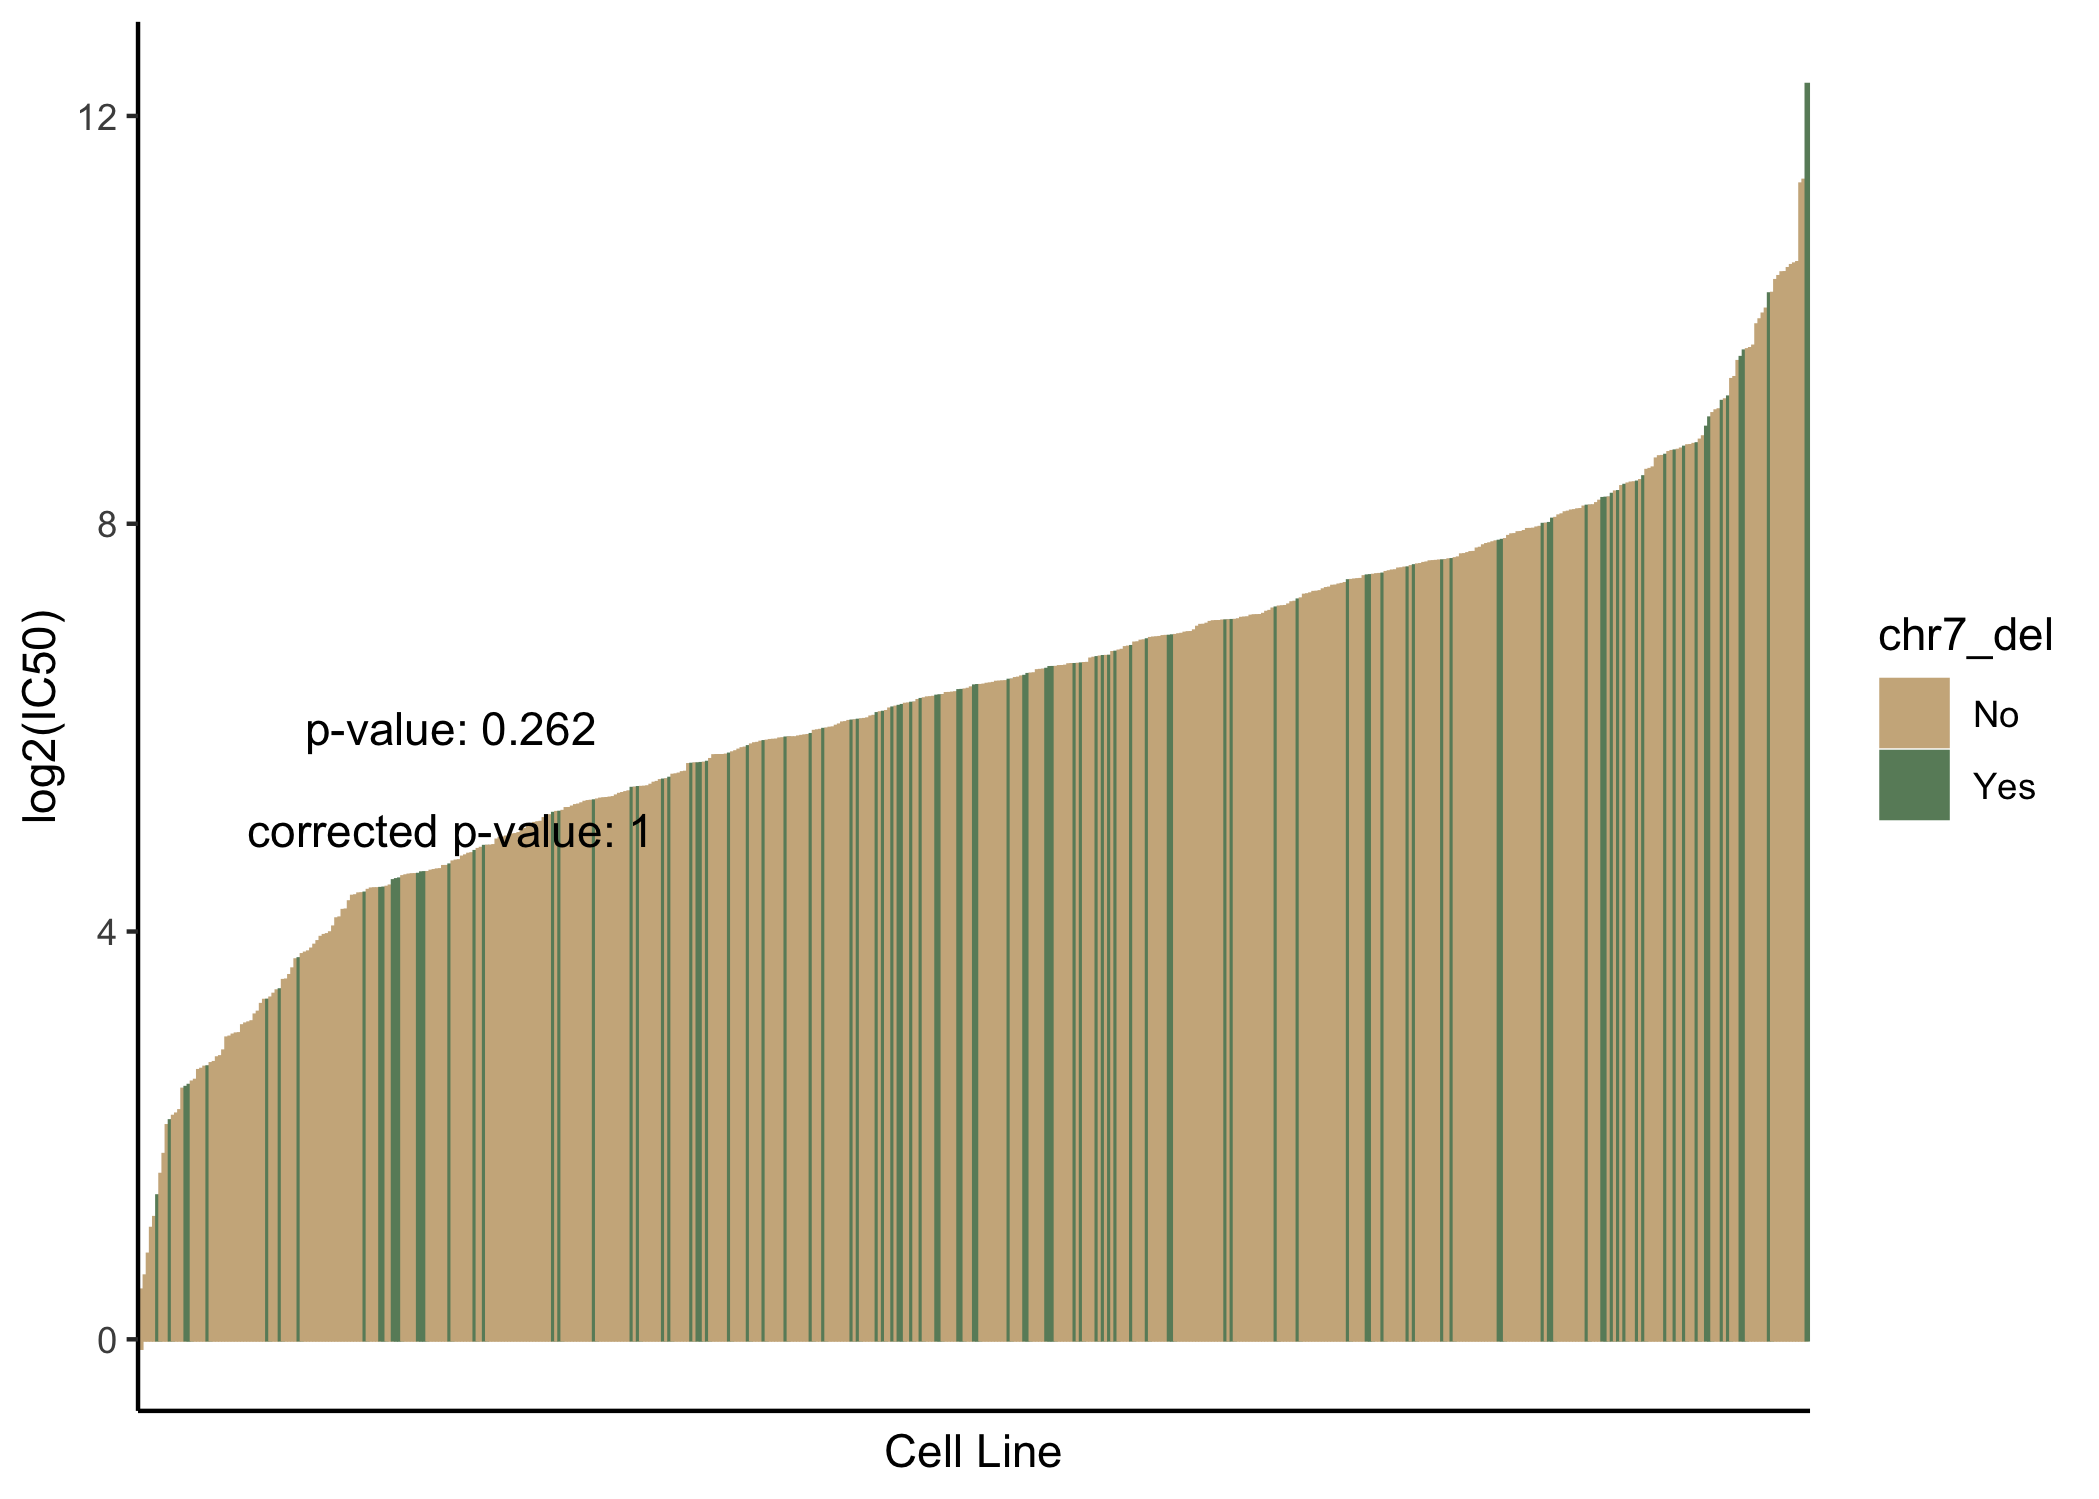 12
8
4
0
log2(IC50)
p-value: 0.262
corrected p-value: 1
Cell Line
chr7_del
No
Yes